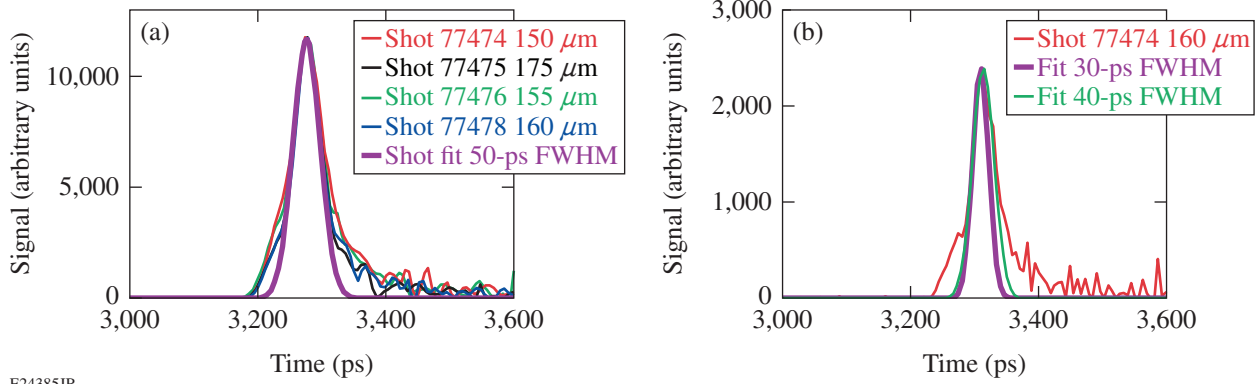 (a)
Signal (arbitrary units)
10,000
5,000
0
3,000 3,200 3,400 3,600
Time (ps)
Shot 77474 150 μm
Shot 77475 175 μm
Shot 77476 155 μm
Shot 77478 160 μm
Shot fit 50-ps FWHM
(b)
Signal (arbitrary units)
3,000
2,000
1,000
0
3,000 3,200 3,400 3,600
Time (ps)
Shot 77474 160 μm
Fit 30-ps FWHM
Fit 40-ps FWHM
E24385JR